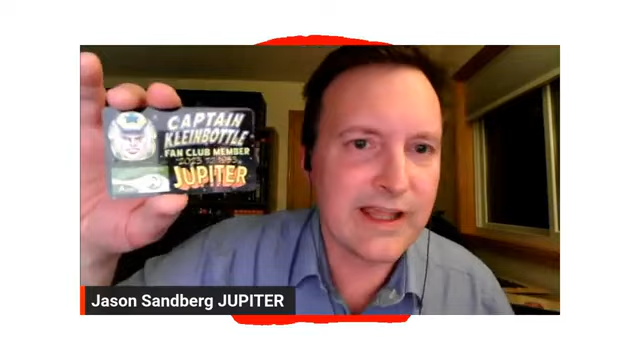 CAPTAIN
KLEINBOTTLE
FAN CLUB MEMBER
JUPITER
Jason Sandberg JUPITER